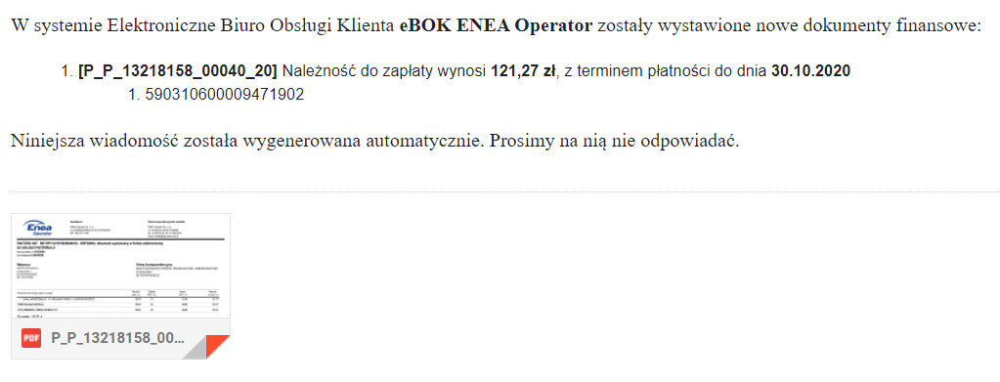 W systemie Elektroniczne Biuro Obsługi Klienta eBOK ENEA Operator zostały wystawione nowe dokumenty finansowe:
1. [P_P_13218158_00040_20] Należność do zapłaty wynosi 121,27 zł, z terminem płatności do dnia 30.10.2020
1. 590310600009471902
Niniejsza wiadomość została wygenerowana automatycznie. Prosimy na nią nie odpowiadać.
Enea
Operator
PDF P_P_13218158_00...